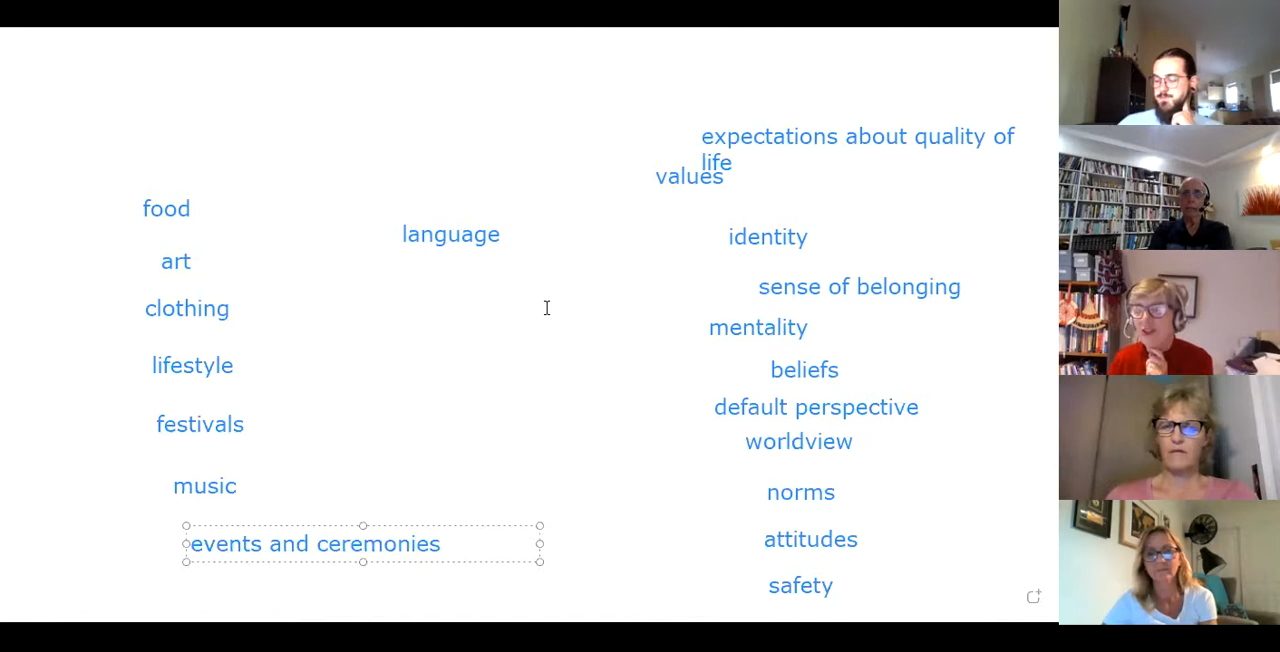 expectations about quality of
life
values
food
language
identity
art
sense of belonging
clothing
mentality
lifestyle
beliefs
default perspective
festivals
worldview
music
norms
events and ceremonies
attitudes
safety